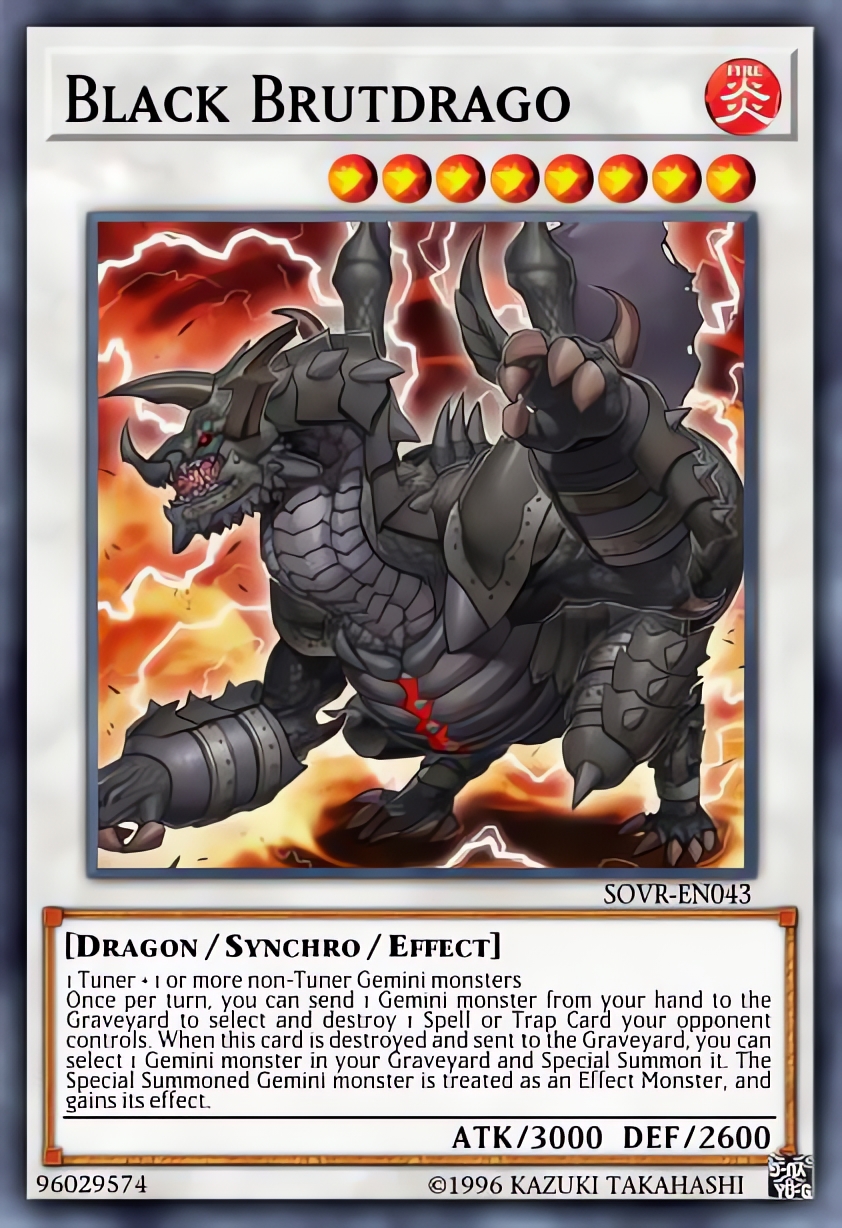 Black Brutdrago
FIRE
炎
SOVR-EN043
[Dragon / Synchro / Effect]
1 Tuner + 1 or more non-Tuner Gemini monsters
Once per turn, you can send 1 Gemini monster from your hand to the
Graveyard to select and destroy 1 Spell or Trap Card your opponent
controls. When this card is destroyed and sent to the Graveyard, you can
select 1 Gemini monster in your Graveyard and Special Summon it. The
Special Summoned Gemini monster is treated as an Effect Monster, and
gains its effect.
ATK/3000 DEF/2600
96029574
©1996 KAZUKI TAKAHASHI